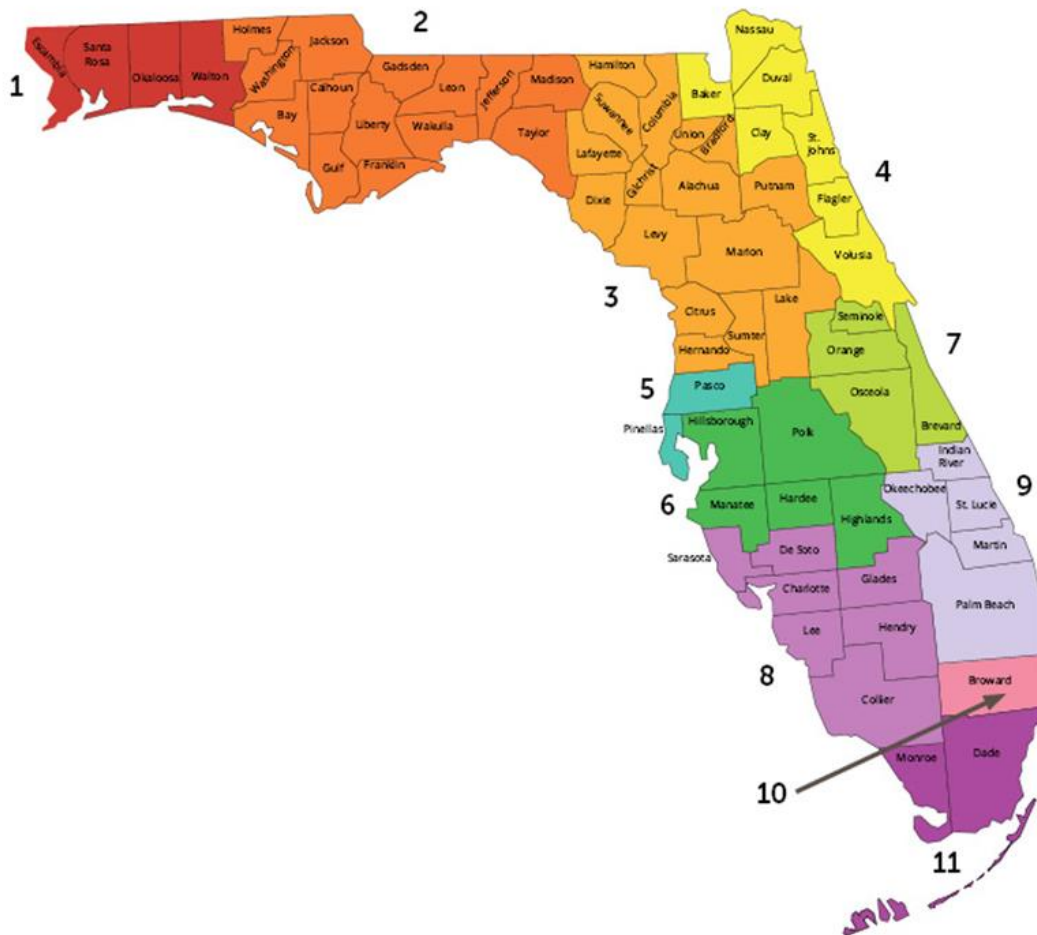 2
Holmes
Jackson
Nassau
Escambia
Santa
Rosa
Okaloosa
Walton
Washington
Gadsden
Leon
Jefferson
Madison
Hamilton
Duval
1
Calhoun
Bay
Liberty
Wakulla
Taylor
Suwannee
Columbia
Baker
Union
Bradford
Clay
St.
Johns
Gulf
Franklin
Lafayette
Gilchrist
Dixie
Alachua
Putnam
4
Flagler
Levy
Marion
Volusia
3
Citrus
Lake
Sumter
Seminole
Hernando
Orange
7
5
Pasco
Osceola
Pinellas
Hillsborough
Polk
Brevard
Indian
River
6
Manatee
Hardee
Highlands
Okeechobee
St. Lucie
9
Sarasota
De Soto
Martin
Charlotte
Glades
Palm Beach
Lee
Hendry
8
Collier
Broward
Monroe
Dade
10
11